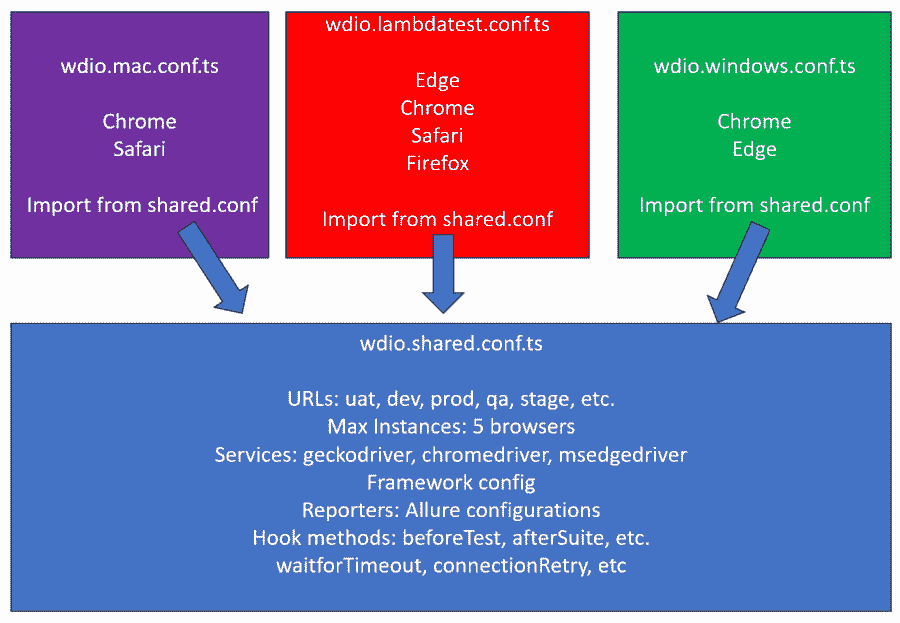 wdio.mac.conf.ts
Chrome
Safari
Import from shared.conf
wdio.lambdatest.conf.ts
Edge
Chrome
Safari
Firefox
Import from shared.conf
wdio.windows.conf.ts
Chrome
Edge
Import from shared.conf
wdio.shared.conf.ts
URLs: uat, dev, prod, qa, stage, etc.
Max Instances: 5 browsers
Services: geckodriver, chromedriver, msedgedriver
Framework config
Reporters: Allure configurations
Hook methods: beforeTest, afterSuite, etc.
waitforTimeout, connectionRetry, etc